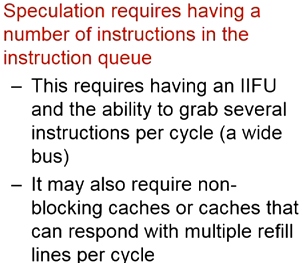 Speculation requires having a
number of instructions in the
instruction queue
– This requires having an IIFU
and the ability to grab several
instructions per cycle (a wide
bus)
– It may also require non-
blocking caches or caches that
can respond with multiple refill
lines per cycle